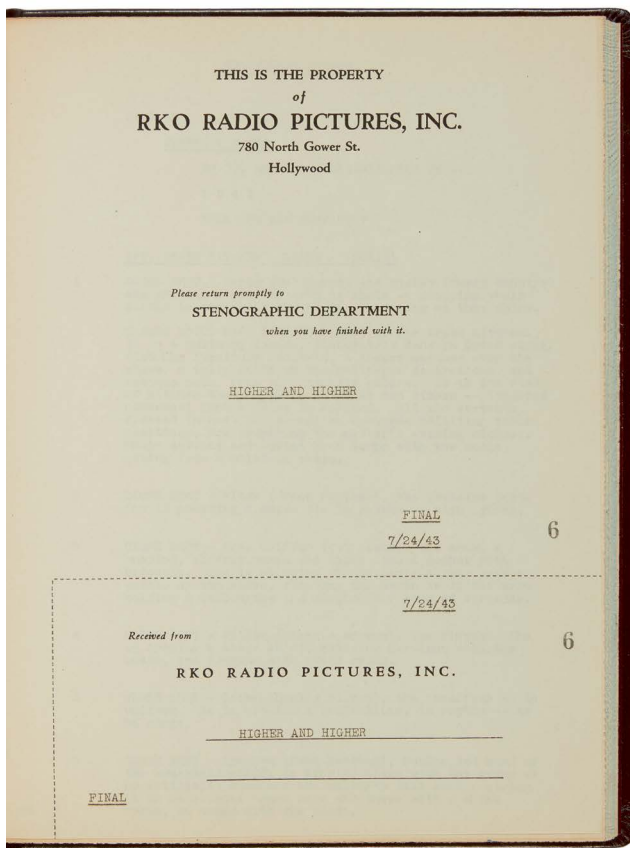 THIS IS THE PROPERTY
of
RKO RADIO PICTURES, INC.
780 North Gower St.
Hollywood
Please return promptly to
STENOGRAPHIC DEPARTMENT
when you have finished with it.
HIGHER AND HIGHER
FINAL
7/24/43
6
7/24/43
Received from
6
RKO RADIO PICTURES, INC.
HIGHER AND HIGHER
FINAL